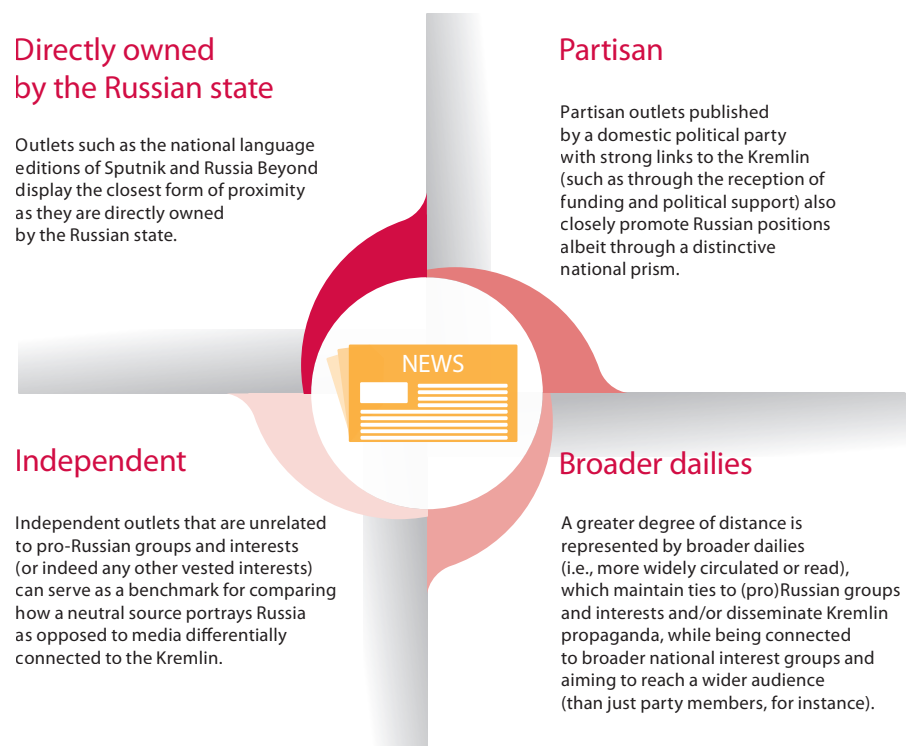 Directly owned
by the Russian state
Outlets such as the national language
editions of Sputnik and Russia Beyond
display the closest form of proximity
as they are directly owned
by the Russian state.
Partisan
Partisan outlets published
by a domestic political party
with strong links to the Kremlin
(such as through the reception of
funding and political support) also
closely promote Russian positions
albeit through a distinctive
national prism.
NEWS
Independent
Independent outlets that are unrelated
to pro-Russian groups and interests
(or indeed any other vested interests)
can serve as a benchmark for comparing
how a neutral source portrays Russia
as opposed to media differentially
connected to the Kremlin.
Broader dailies
A greater degree of distance is
represented by broader dailies
(i.e., more widely circulated or read),
which maintain ties to (pro)Russian groups
and interests and/or disseminate Kremlin
propaganda, while being connected
to broader national interest groups and
aiming to reach a wider audience
(than just party members, for instance).